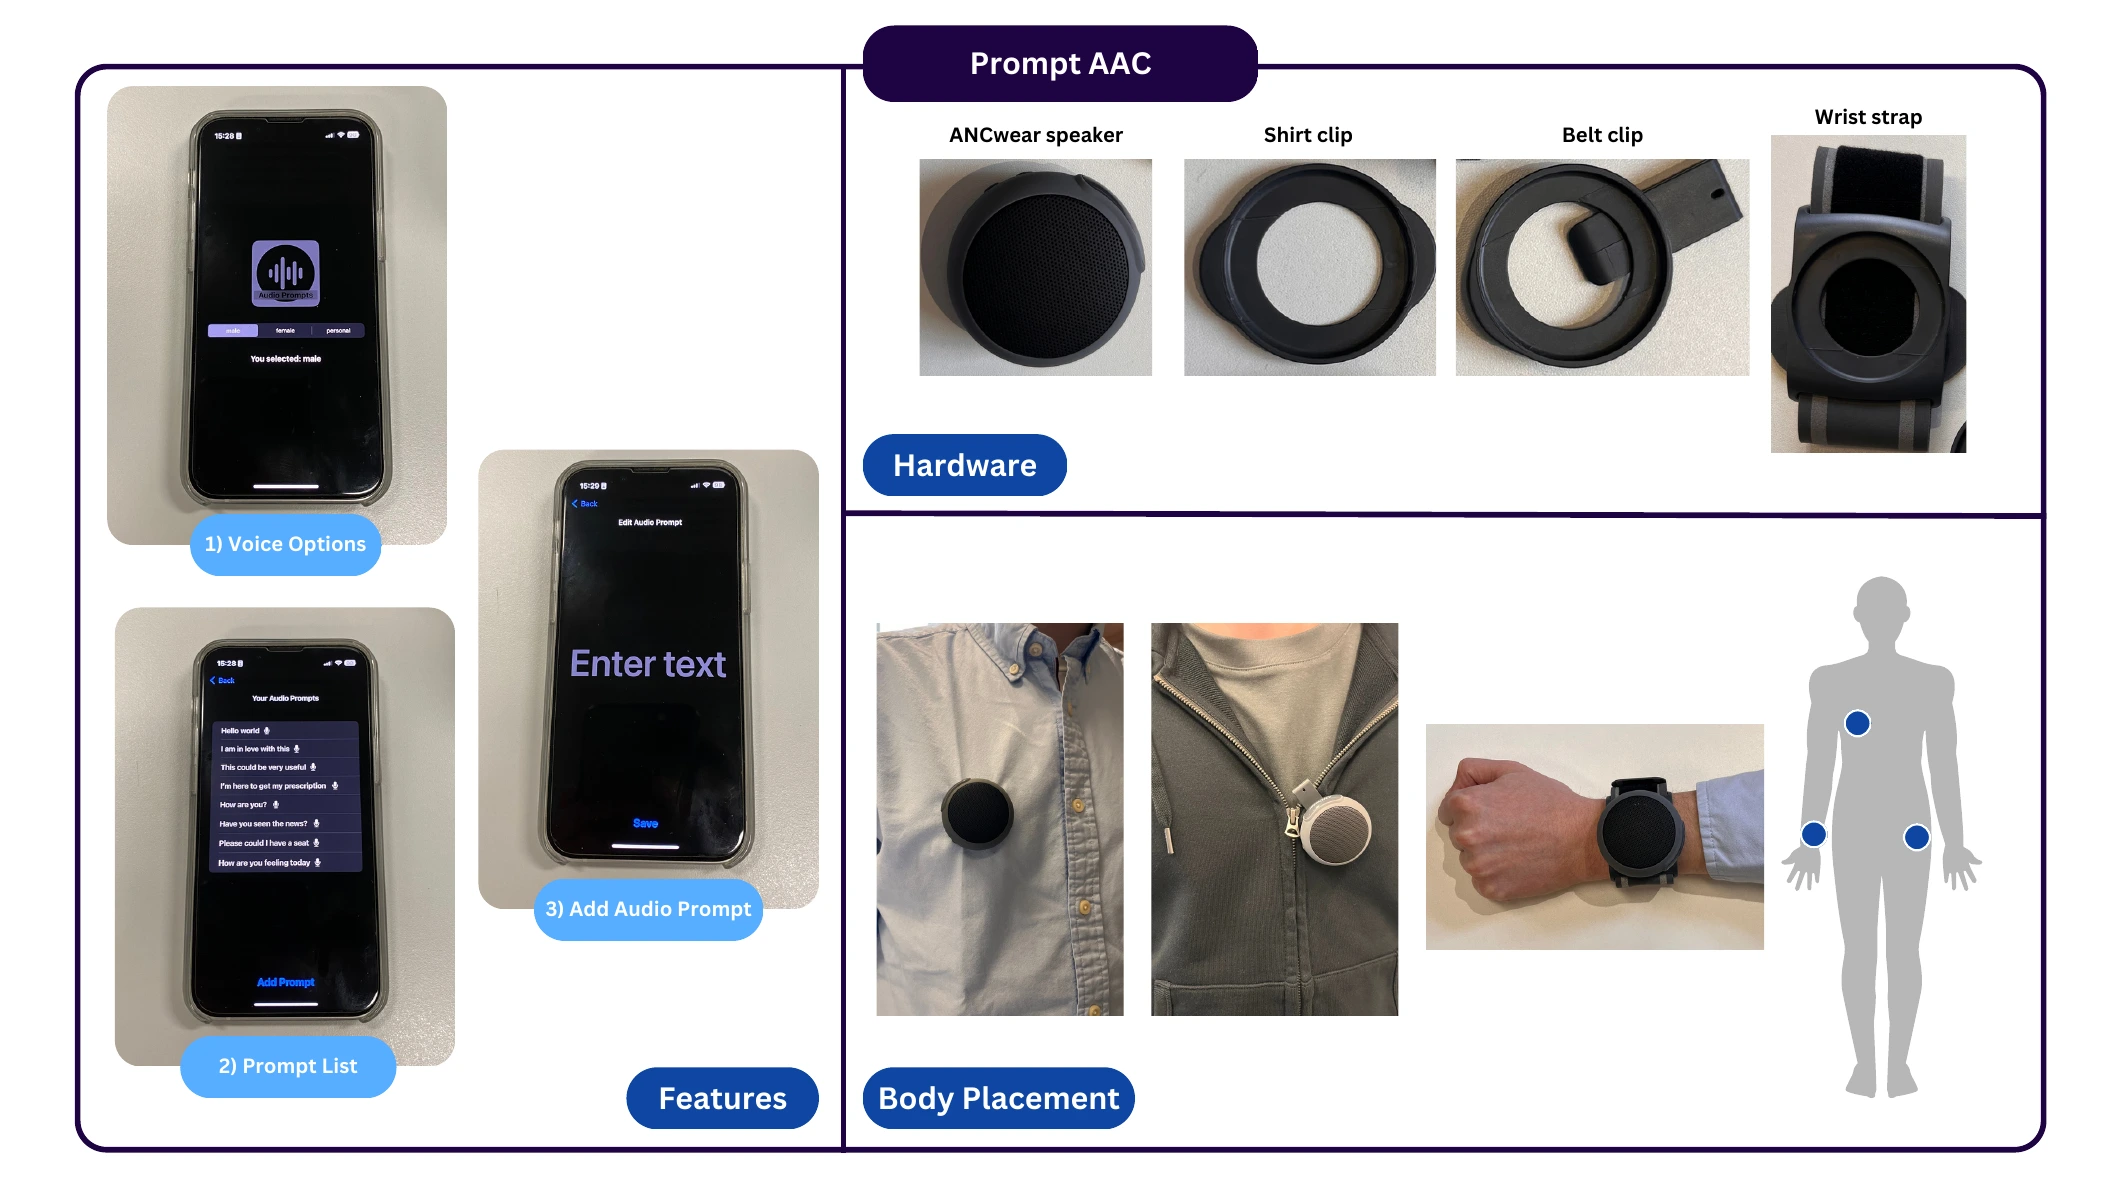 Prompt AAC
15:28
Audio Prompts
male female personal
You selected: male
1) Voice Options
15:28
Back
Your Audio Prompts
Hello world
I am in love with this
This could be very useful
I'm here to get my prescription
How are you?
Have you seen the news?
Please could I have a seat
How are you feeling today
Add Prompt
2) Prompt List
15:29
Back
Edit Audio Prompt
Enter text
Save
3) Add Audio Prompt
Features
ANCwear speaker
Shirt clip
Belt clip
Wrist strap
Hardware
Body Placement